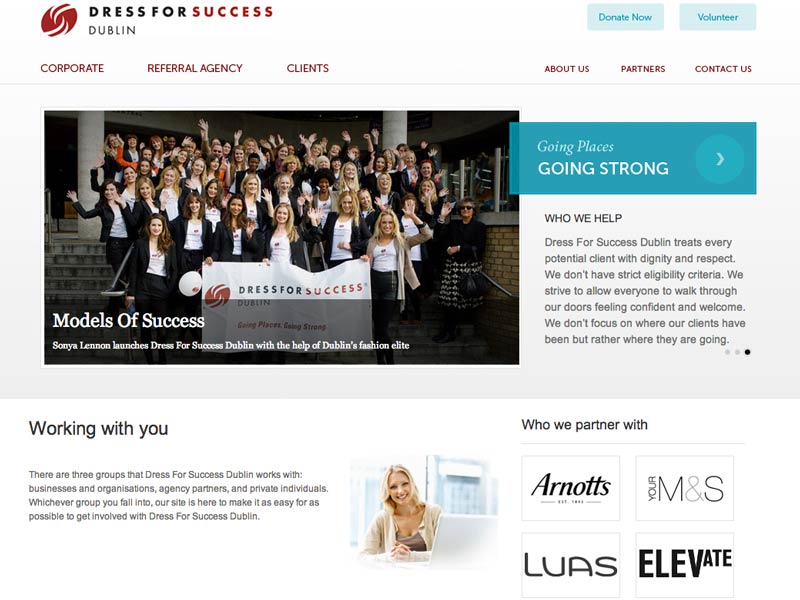 DRESS FOR SUCCESS
DUBLIN
Donate Now
Volunteer
CORPORATE
REFERRAL AGENCY
CLIENTS
ABOUT US
PARTNERS
CONTACT US
DRESS FOR SUCCESS®
DUBLIN
Going Places. Going Strong.
Models Of Success
Sonya Lennon launches Dress For Success Dublin with the help of Dublin's fashion elite
Going Places
GOING STRONG
WHO WE HELP
Dress For Success Dublin treats every
potential client with dignity and respect.
We don't have strict eligibility criteria. We
strive to allow everyone to walk through
our doors feeling confident and welcome.
We don't focus on where our clients have
been but rather where they are going.
Working with you
There are three groups that Dress For Success Dublin works with:
businesses and organisations, agency partners, and private individuals.
Whichever group you fall into, our site is here to make it as easy for as
possible to get involved with Dress For Success Dublin.
Who we partner with
Arnotts
EST. 1843
YOUR M&S
LUAS
ELEVATE